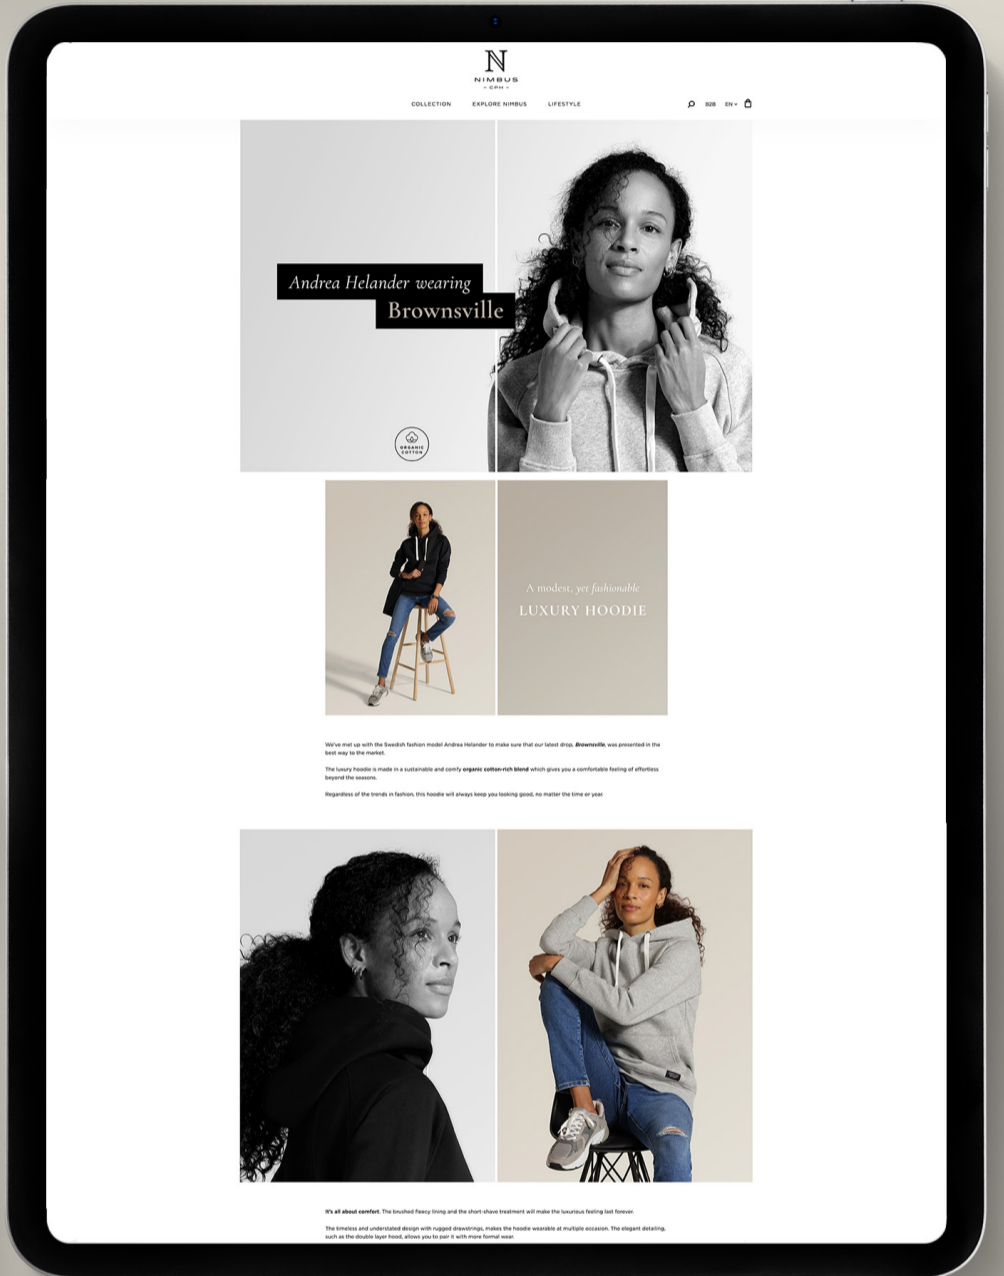 N
NIMBUS
- CPH -
COLLECTION EXPLORE NIMBUS LIFESTYLE B2B EN
Andrea Helander wearing
Brownsville
ORGANIC
COTTON
A modest, yet fashionable
LUXURY HOODIE
We've met up with the Swedish fashion model Andrea Helander to make sure that our latest drop, Brownsville, was presented in the
best way to the market.
The luxury hoodie is made in a sustainable and comfy organic cotton-rich blend which gives you a comfortable feeling of effortless
beyond the seasons.
Regardless of the trends in fashion, this hoodie will always keep you looking good, no matter the time or year.
It's all about comfort. The brushed fleecy lining and the short-shave treatment will make the luxurious feeling last forever.
The timeless and understated design with rugged drawstrings, makes the hoodie wearable at multiple occasion. The elegant detailing,
such as the double layer hood, allows you to pair it with more formal wear.